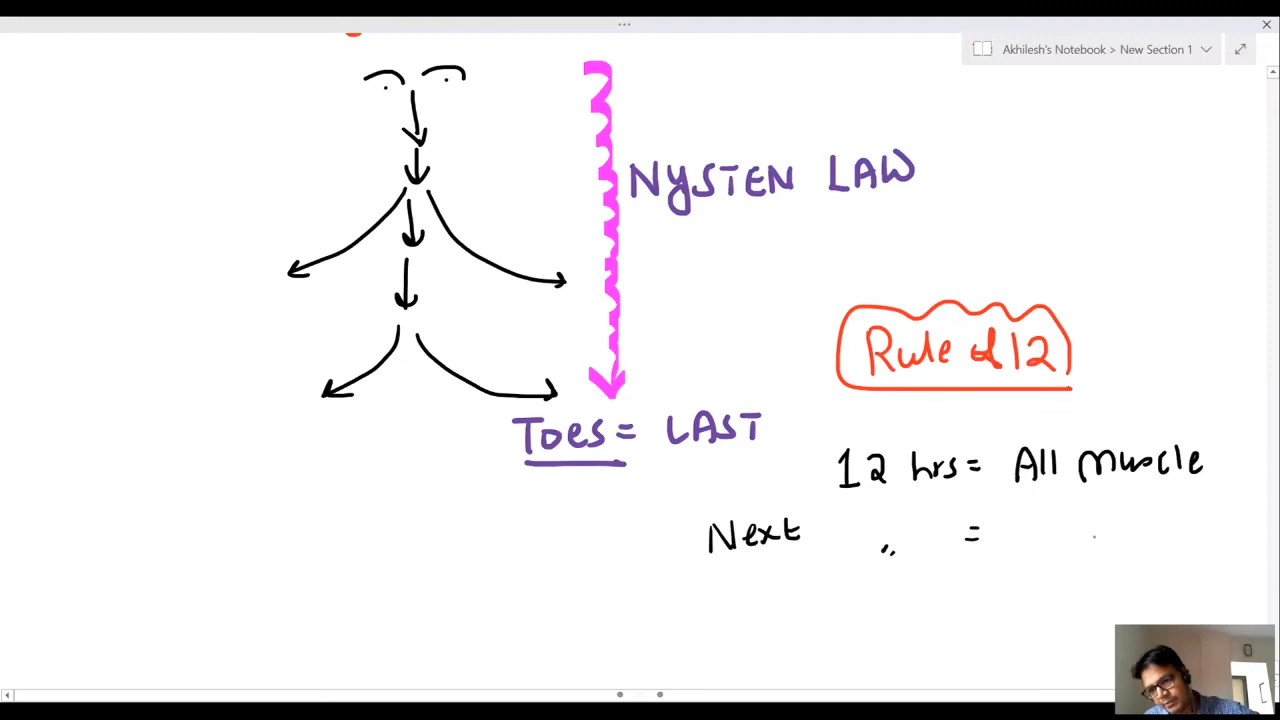 Akhilesh's Notebook > New Section 1
NYSTEN LAW
Rule of 12
Toes = LAST
12 hrs = All Muscle
Next " =